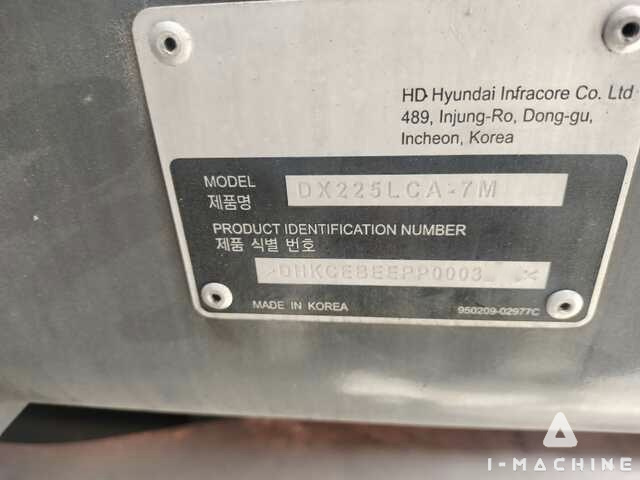 HD Hyundai Infracore Co. Ltd
489, Injung-Ro, Dong-gu,
Incheon, Korea
MODEL DX225LCA-7M
제품명
PRODUCT IDENTIFICATION NUMBER
제품 식별 번호
MADE IN KOREA 950209-02977C
I-MACHINE